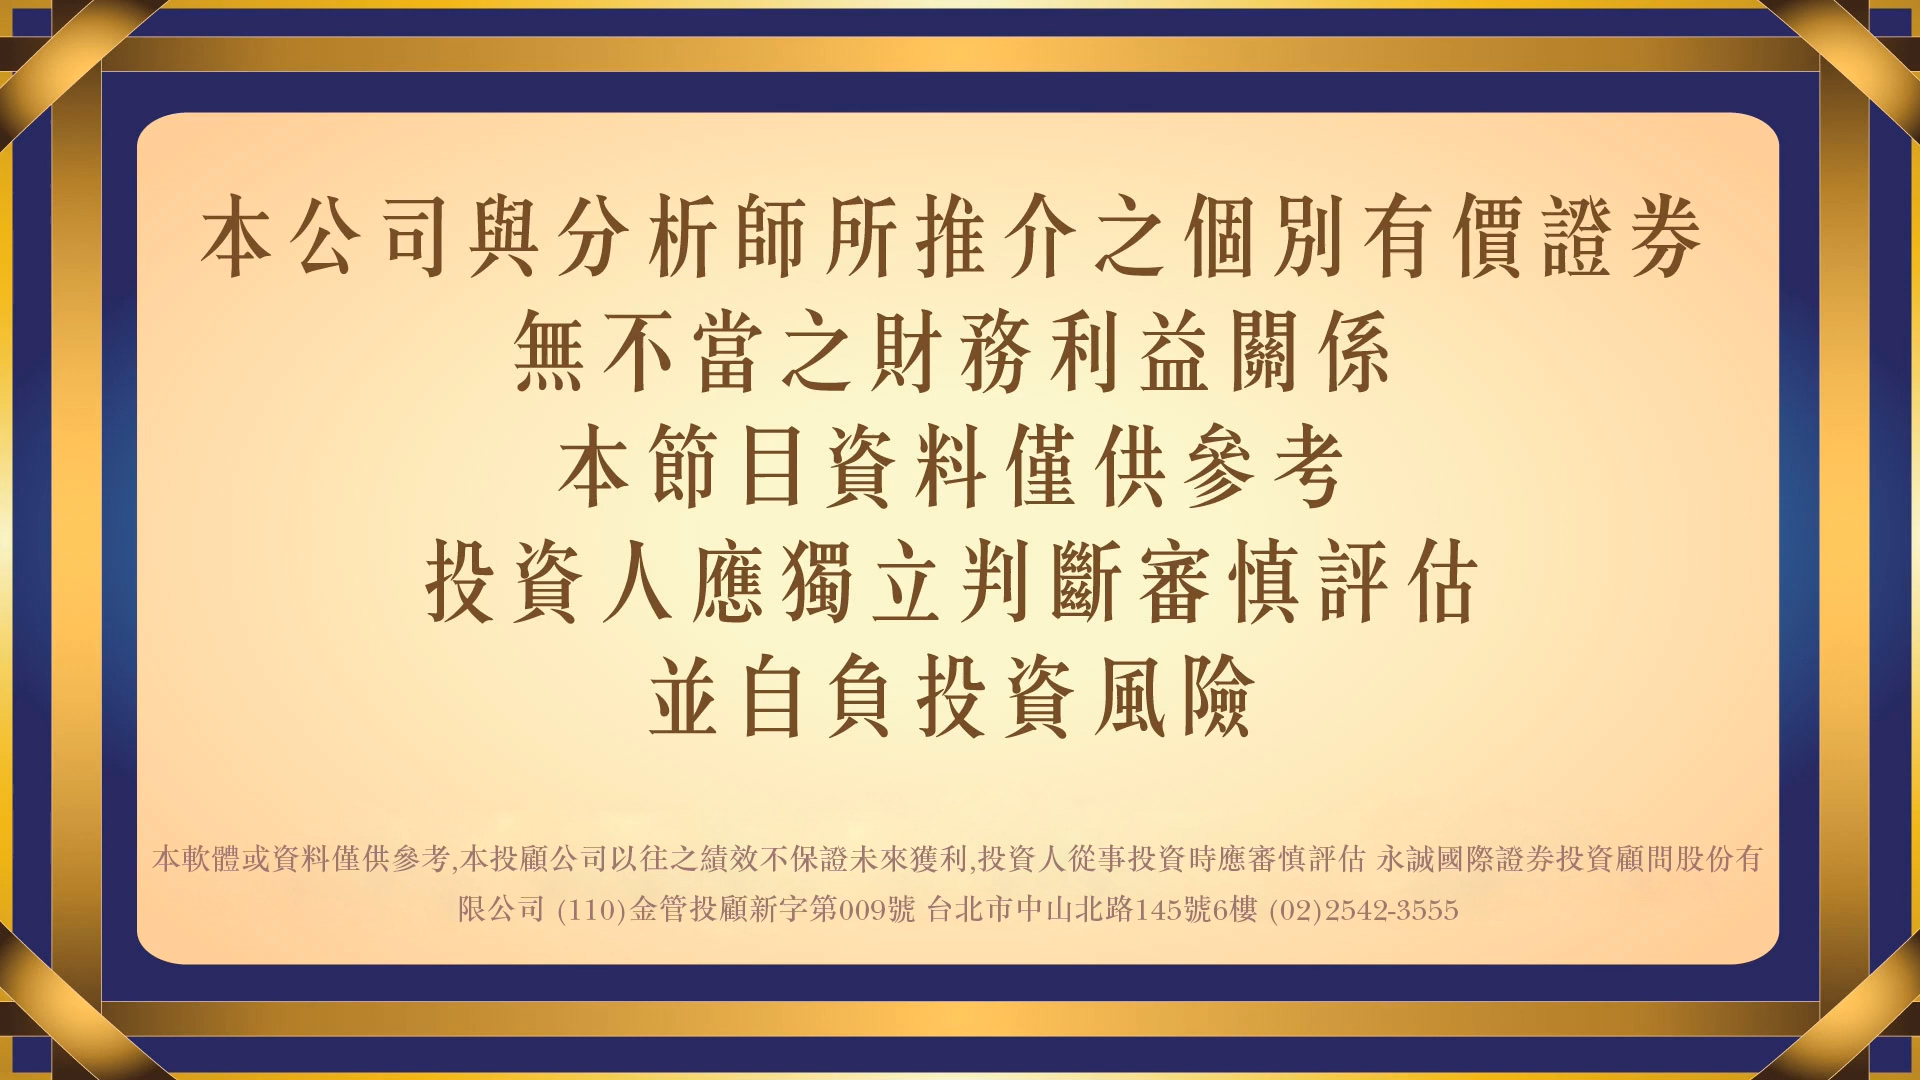 本公司與分析師所推介之個別有價證券
無不當之財務利益關係
本節目資料僅供參考
投資人應獨立判斷審慎評估
並自負投資風險
本軟體或資料僅供參考,本投顧公司以往之績效不保證未來獲利,投資人從事投資時應審慎評估 永誠國際證券投資顧問股份有
限公司 (110)金管投顧新字第009號 台北市中山北路145號6樓 (02)2542-3555